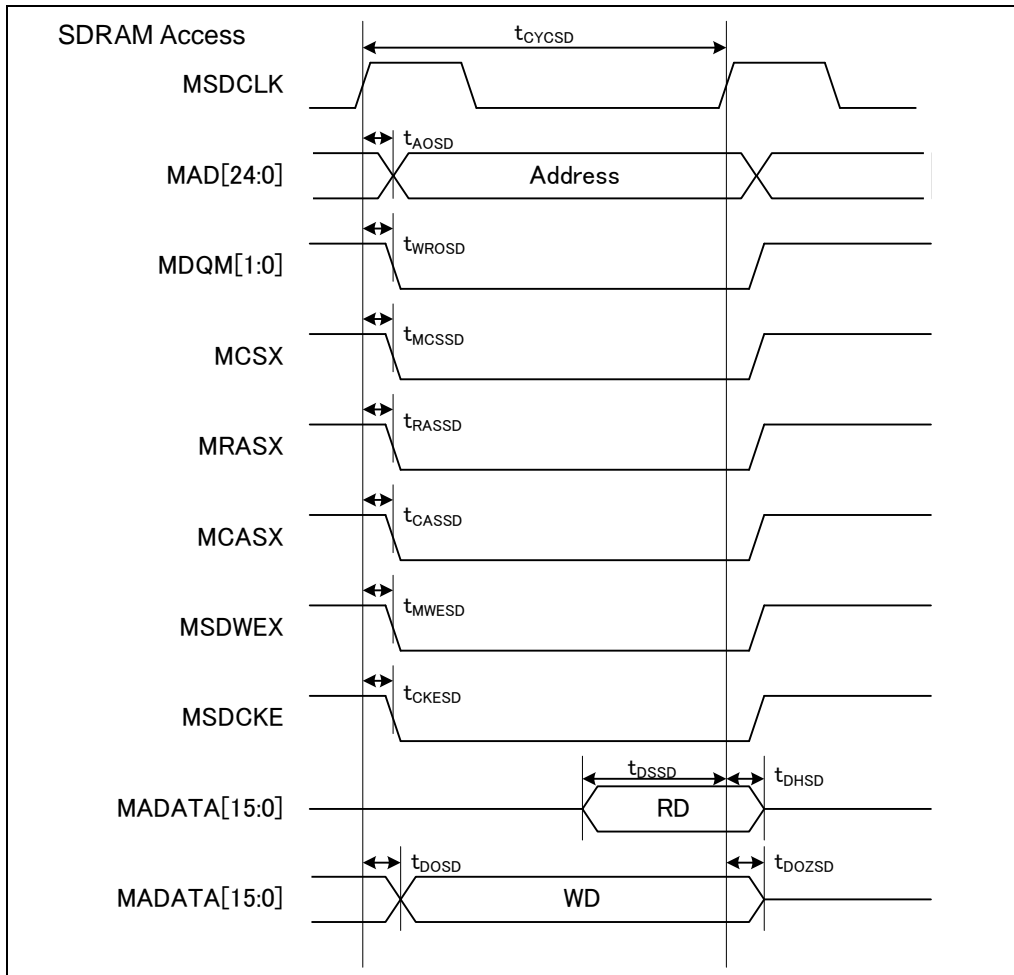 SDRAM Access
tCYCSD
MSDCLK
tAOSD
MAD[24:0]
Address
tWROSD
MDQM[1:0]
tMCSSD
MCSX
tRASSD
MRASX
tCASSD
MCASX
tMWESD
MSDWEX
tCKESD
MSDCKE
tDSSD
tDHSD
MADATA[15:0]
RD
tDOSD
tDOZSD
MADATA[15:0]
WD